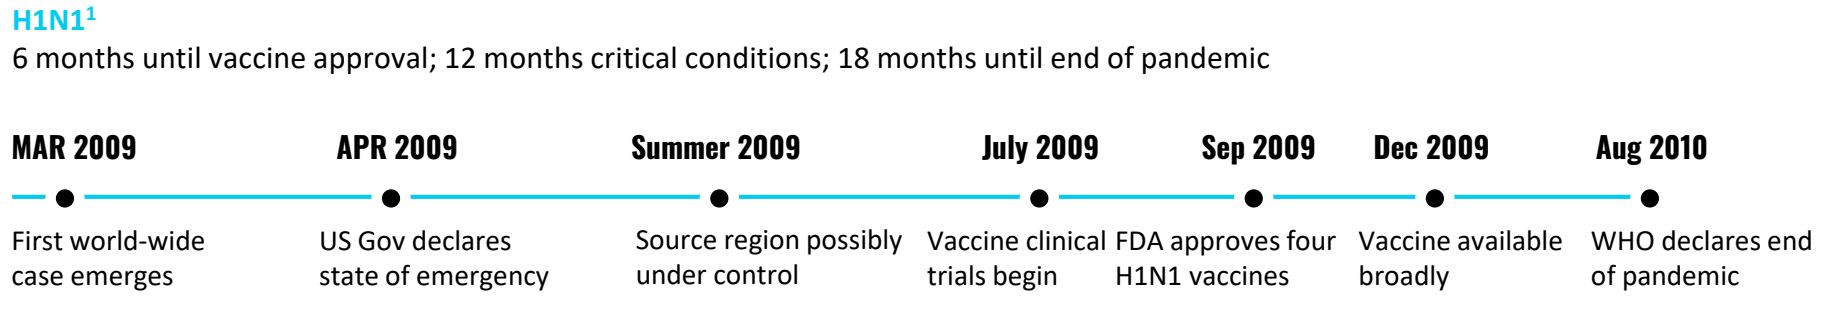 H1N1¹
6 months until vaccine approval; 12 months critical conditions; 18 months until end of pandemic
MAR 2009
APR 2009
Summer 2009
July 2009
Sep 2009
Dec 2009
Aug 2010
First world-wide
case emerges
US Gov declares
state of emergency
Source region possibly
under control
Vaccine clinical
trials begin
FDA approves four
H1N1 vaccines
Vaccine available
broadly
WHO declares end
of pandemic